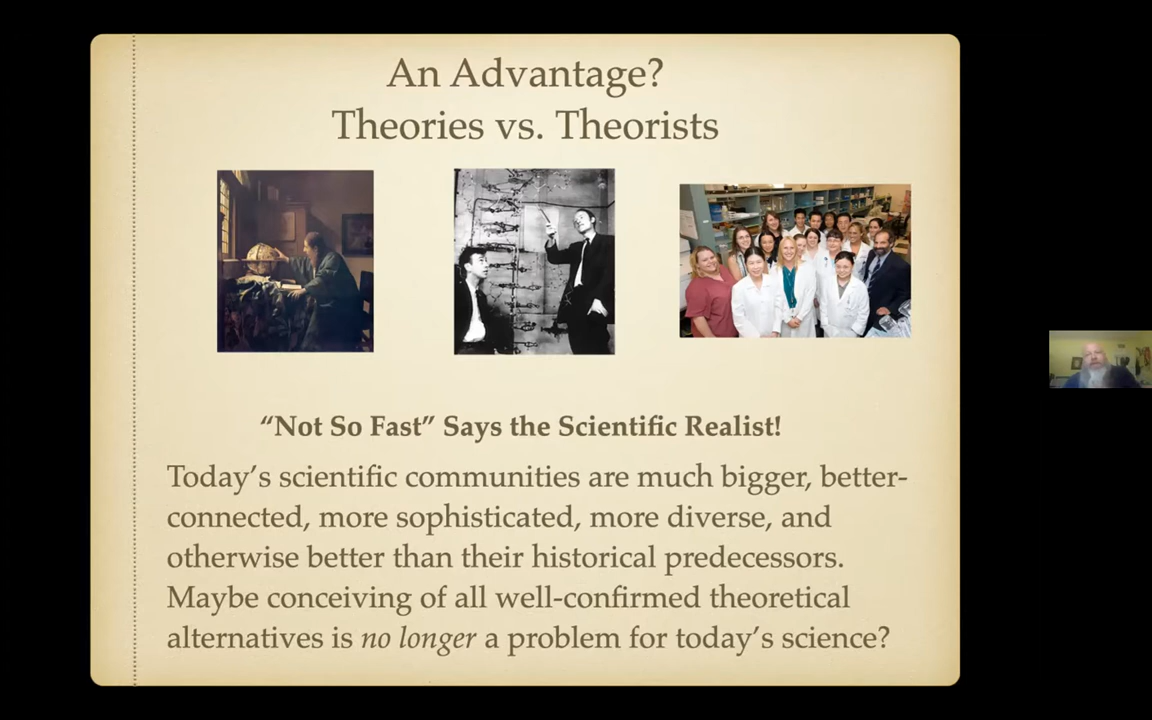 An Advantage?
Theories vs. Theorists
“Not So Fast” Says the Scientific Realist!
Today’s scientific communities are much bigger, better-
connected, more sophisticated, more diverse, and
otherwise better than their historical predecessors.
Maybe conceiving of all well-confirmed theoretical
alternatives is no longer a problem for today’s science?